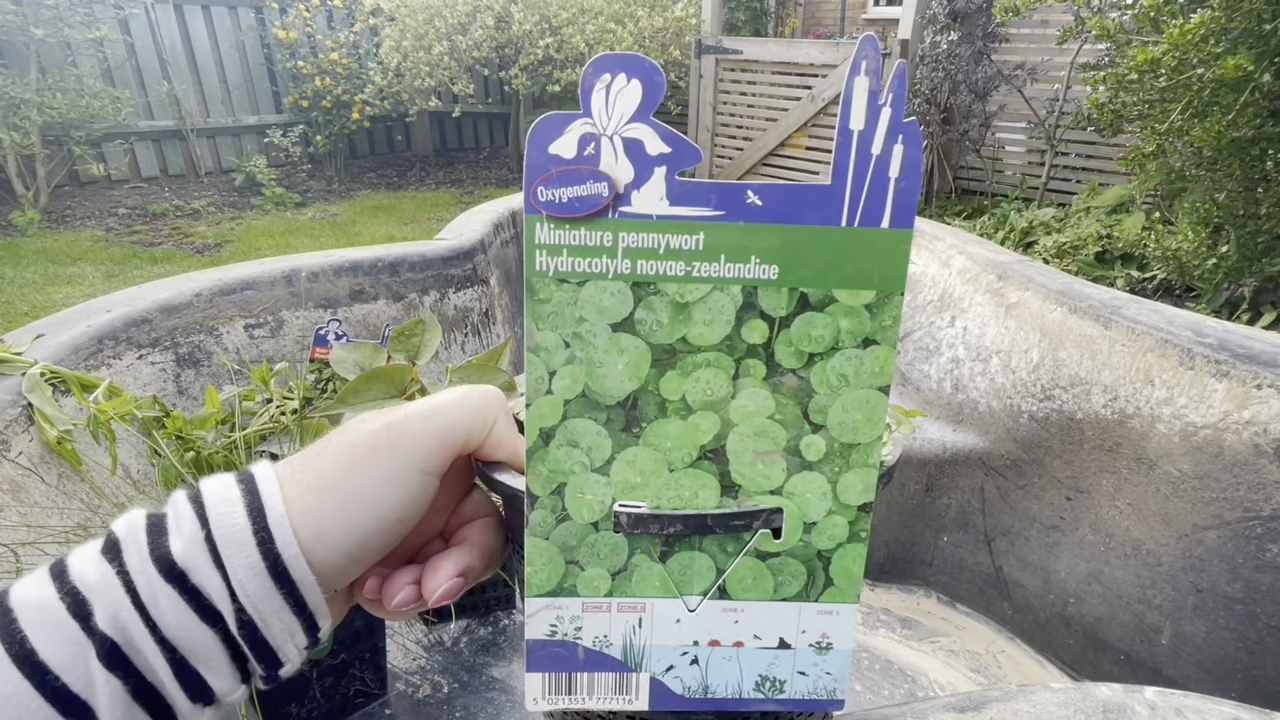 Oxygenating
Miniature pennywort
Hydrocotyle novae-zeelandiae
ZONE 1 ZONE 2 ZONE 3 ZONE 4 ZONE 5
5 021353 777116